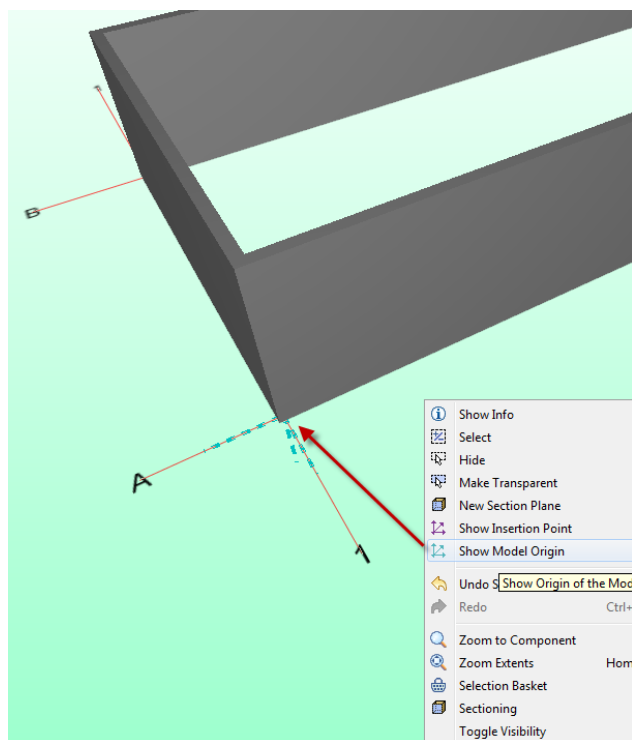 B
A
1
Show Info
Select
Hide
Make Transparent
New Section Plane
Show Insertion Point
Show Model Origin
Undo S
Show Origin of the Mod
Redo Ctrl+
Zoom to Component
Zoom Extents Hom
Selection Basket
Sectioning
Toggle Visibility